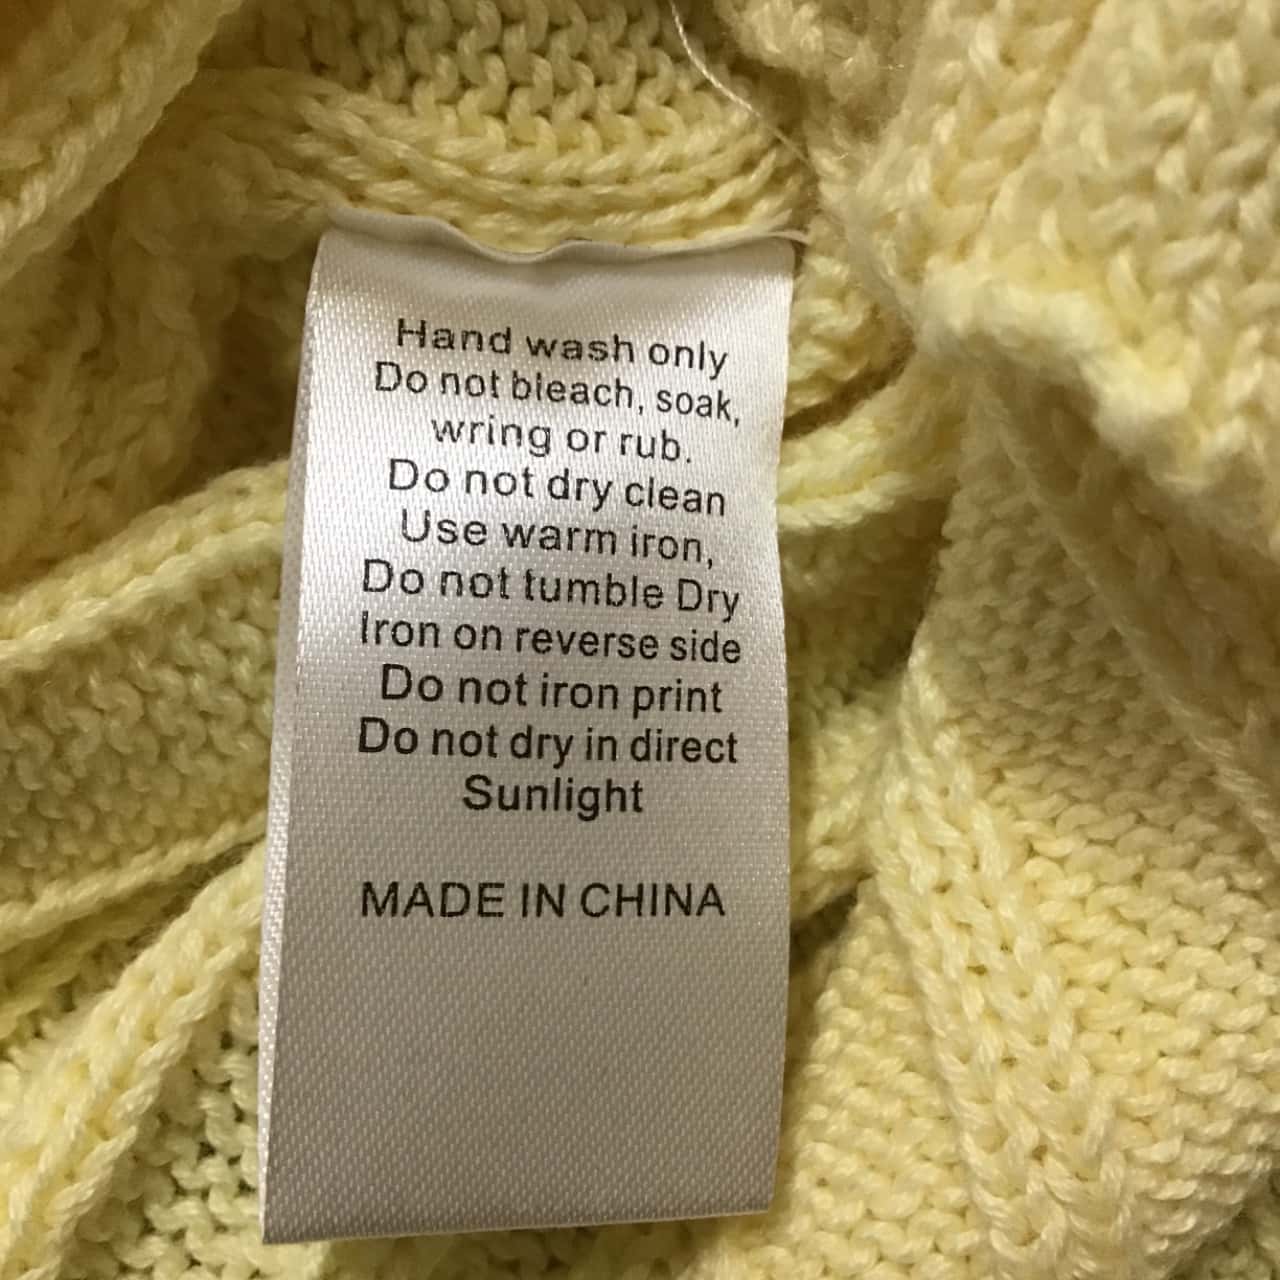 Hand wash only
Do not bleach, soak,
wring or rub.
Do not dry clean
Use warm iron,
Do not tumble Dry
Iron on reverse side
Do not iron print
Do not dry in direct
Sunlight
MADE IN CHINA